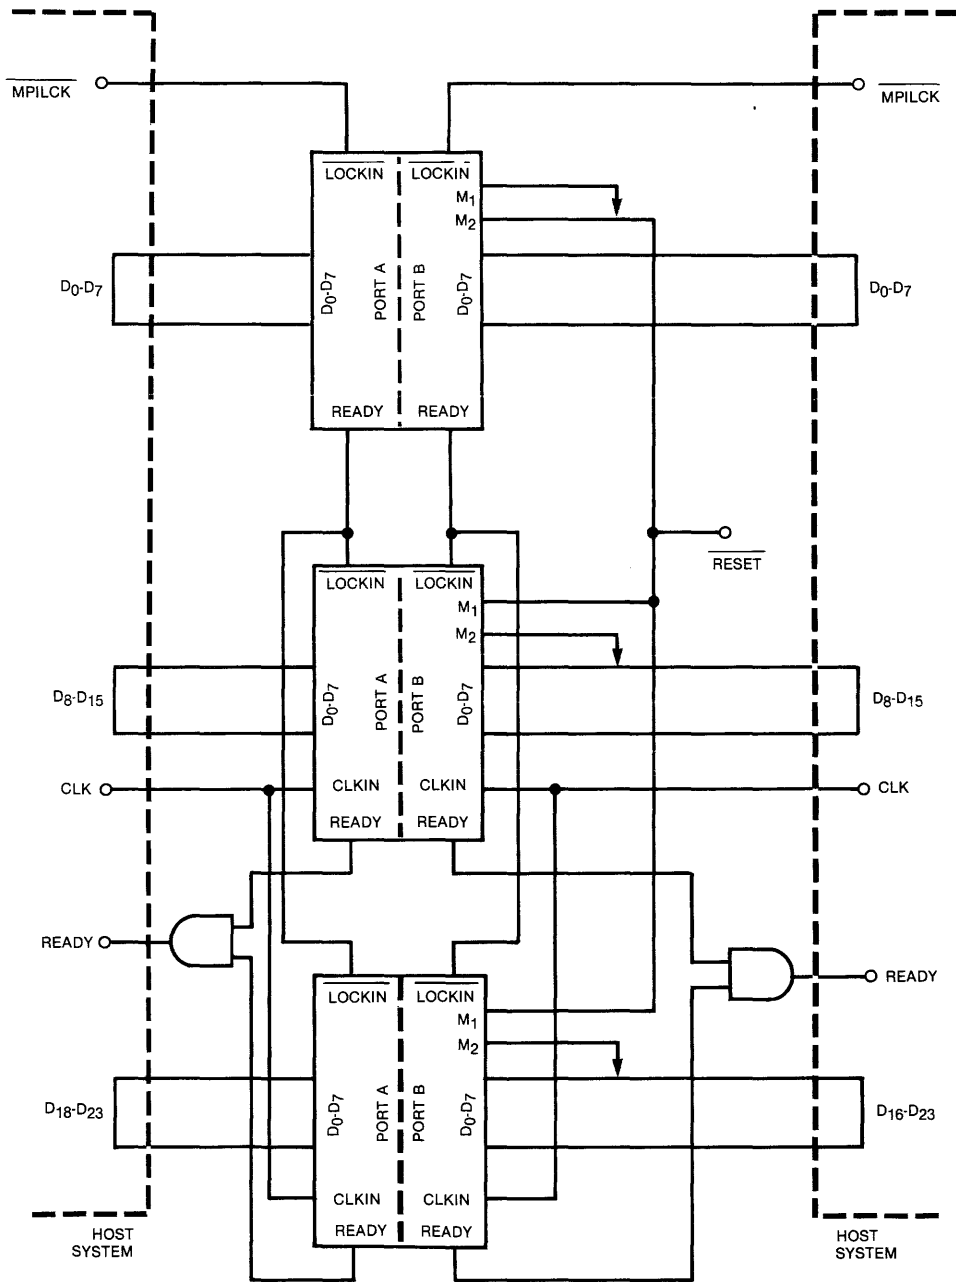 MPILCK
MPILCK
LOCKIN
LOCKIN
M1
M2
D0-D7
D0-D7
PORT A
PORT B
D0-D7
D0-D7
READY
READY
RESET
LOCKIN
LOCKIN
M1
M2
D8-D15
D0-D7
PORT A
PORT B
D0-D7
D8-D15
CLK
CLKIN
CLKIN
CLK
READY
READY
READY
READY
LOCKIN
LOCKIN
M1
M2
D18-D23
D0-D7
PORT A
PORT B
D0-D7
D16-D23
CLKIN
CLKIN
READY
READY
HOST
SYSTEM
HOST
SYSTEM